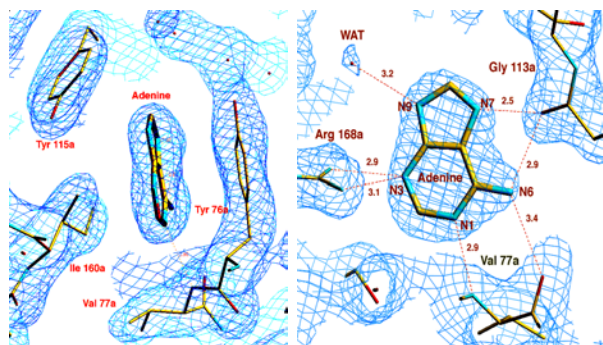 Adenine
Tyr 115a
Tyr 76a
Ile 160a
Val 77a
WAT
Gly 113a
3.2
N9
N7
2.5
Arg 168a
2.9
2.9
N3
Adenine
N6
3.1
N1
3.4
2.9
Val 77a